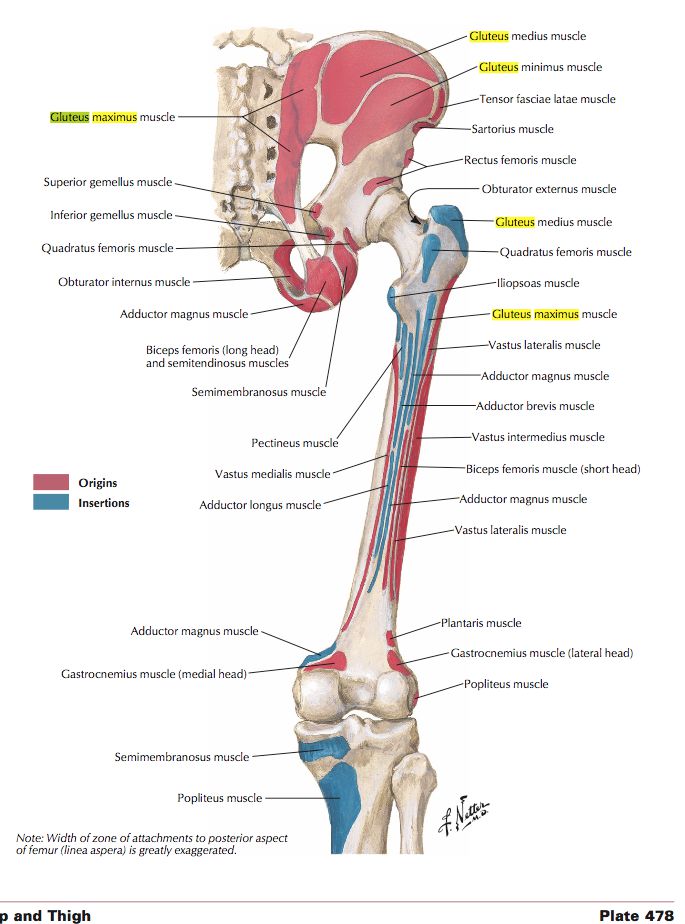 Gluteus medius muscle
Gluteus minimus muscle
Tensor fasciae latae muscle
Gluteus maximus muscle
Sartorius muscle
Rectus femoris muscle
Superior gemellus muscle
Obturator externus muscle
Inferior gemellus muscle
Gluteus medius muscle
Quadratus femoris muscle
Quadratus femoris muscle
Obturator internus muscle
Iliopsoas muscle
Adductor magnus muscle
Gluteus maximus muscle
Biceps femoris (long head)
and semitendinosus muscles
Vastus lateralis muscle
Adductor magnus muscle
Semimembranosus muscle
Adductor brevis muscle
Pectineus muscle
Vastus intermedius muscle
Vastus medialis muscle
Biceps femoris muscle (short head)
Origins
Insertions
Adductor longus muscle
Adductor magnus muscle
Vastus lateralis muscle
Adductor magnus muscle
Plantaris muscle
Gastrocnemius muscle (medial head)
Gastrocnemius muscle (lateral head)
Popliteus muscle
Semimembranosus muscle
Popliteus muscle
F. Netter
M.D.
Note: Width of zone of attachments to posterior aspect
of femur (linea aspera) is greatly exaggerated.
p and Thigh
Plate 478